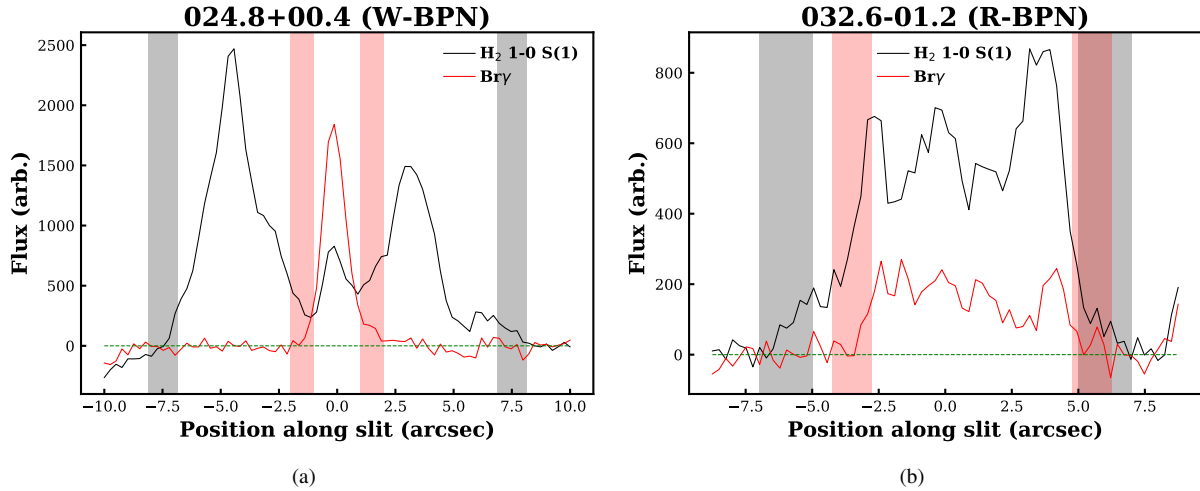 024.8+00.4 (W-BPN)
H₂ 1-0 S(1)
Brγ
Flux (arb.)
2500
2000
1500
1000
500
0
−10.0 −7.5 −5.0 −2.5 0.0 2.5 5.0 7.5 10.0
Position along slit (arcsec)
(a)
032.6-01.2 (R-BPN)
H₂ 1-0 S(1)
Brγ
Flux (arb.)
800
600
400
200
0
−7.5 −5.0 −2.5 0.0 2.5 5.0 7.5
Position along slit (arcsec)
(b)